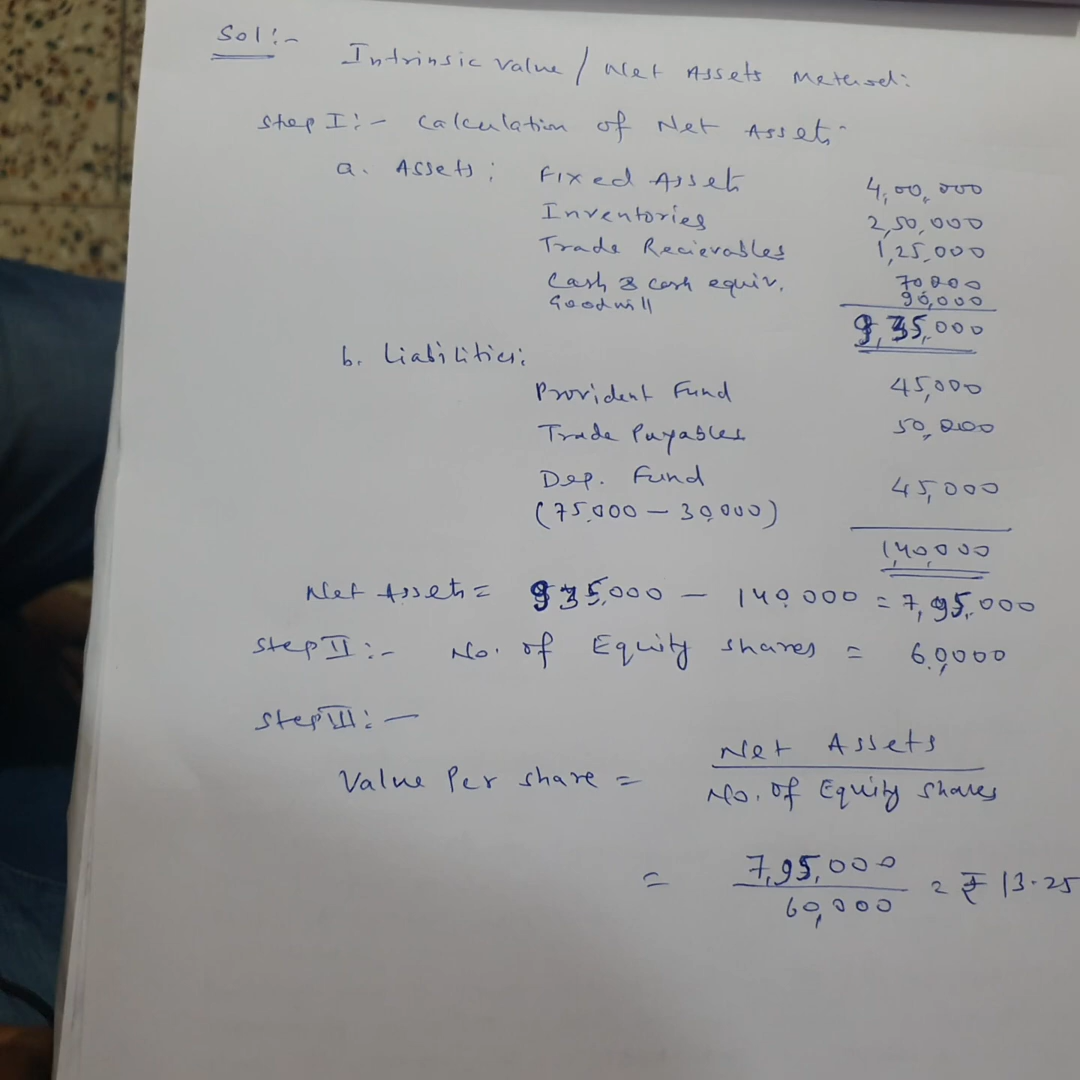 Sol:-
Intrinsic value / Net Assets Method:
Step I:- Calculation of Net Assets-
a. Assets: Fixed Assets 4,00,000
Inventories 2,50,000
Trade Recievables 1,25,000
Cash & cash equiv. 70000
Goodwill 90,000
9,35,000
b. Liabilities:
Provident Fund 45,000
Trade Payables 50,000
Dep. Fund 45,000
(75,000 - 30,000)
1,40,000
Net Assets = 935,000 - 140000 = 7,95,000
Step II:- No. of Equity shares = 60,000
Step III:-
Value Per share = Net Assets
No. of Equity shares
= 7,95,000
60,000
= ₹ 13.25